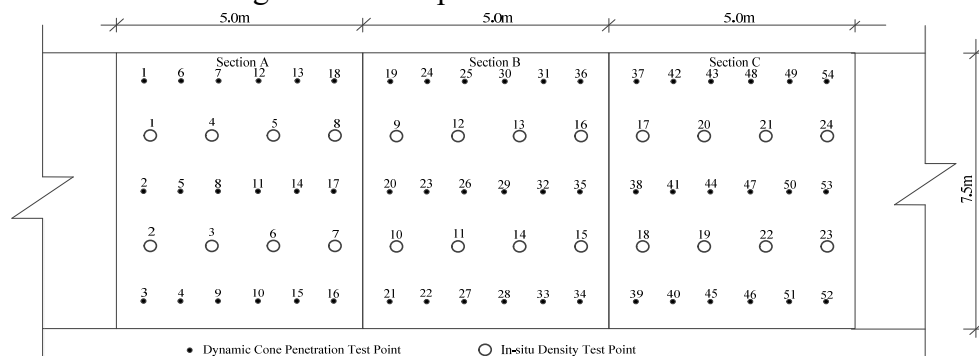 5.0m 5.0m 5.0m
Section A Section B Section C
1 6 7 12 13 18 19 24 25 30 31 36 37 42 43 48 49 54
1 4 5 8 9 12 13 16 17 20 21 24
2 5 8 11 14 17 20 23 26 29 32 35 38 41 44 47 50 53
7.5m
2 3 6 7 10 11 14 15 18 19 22 23
3 4 9 10 15 16 21 22 27 28 33 34 39 40 45 46 51 52
Dynamic Cone Penetration Test Point In-situ Density Test Point